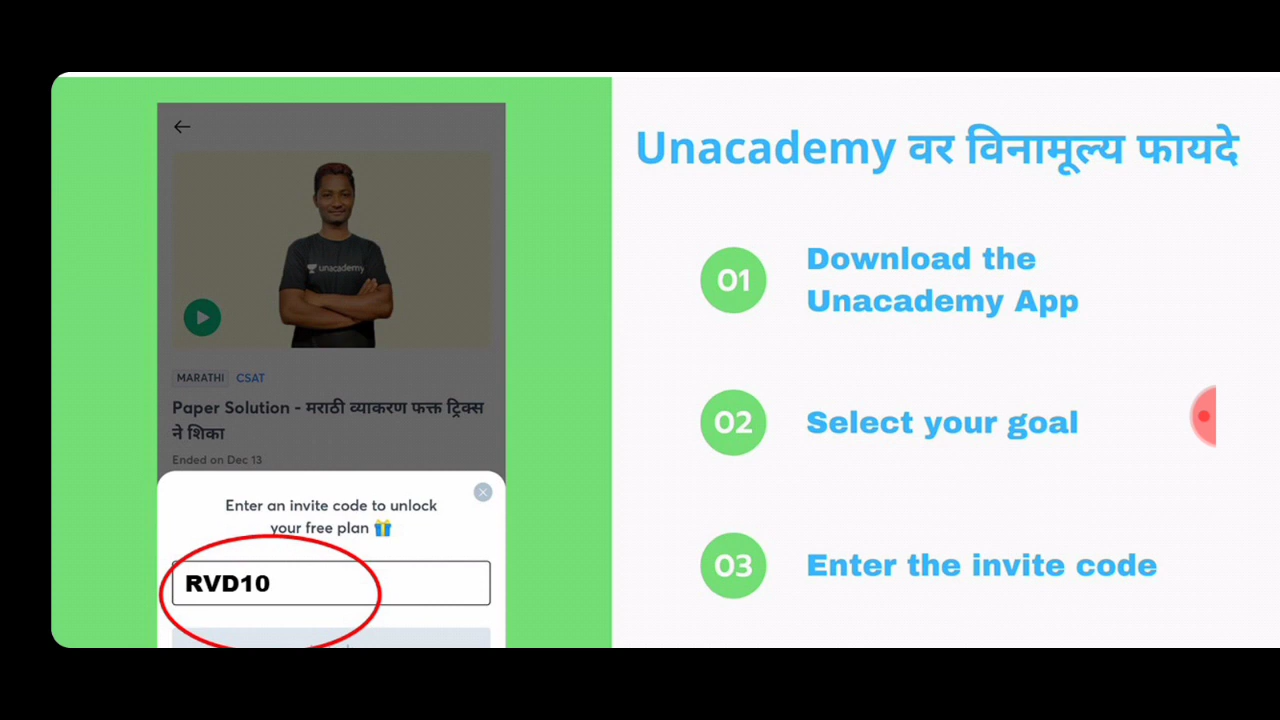 unacademy
MARATHI CSAT
Paper Solution - मराठी व्याकरण फक्त ट्रिक्स
ने शिका
Ended on Dec 13
Enter an invite code to unlock
your free plan
RVD10
Unacademy वर विनामूल्य फायदे
01 Download the
Unacademy App
02 Select your goal
03 Enter the invite code